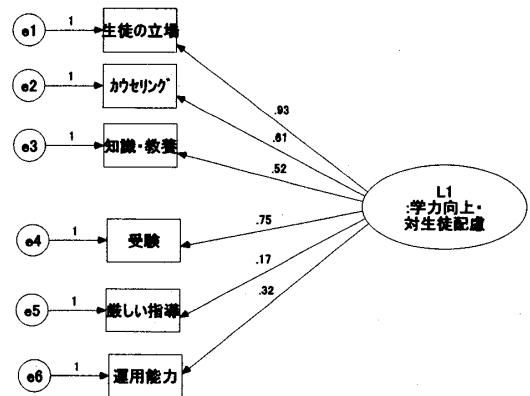 e1 1 生徒の立場
e2 1 カウセリング
e3 1 知識・教養
e4 1 受験
e5 1 厳しい指導
e6 1 運用能力
.93
.61
.52
.75
.17
.32
L1
:学力向上・
対生徒配慮